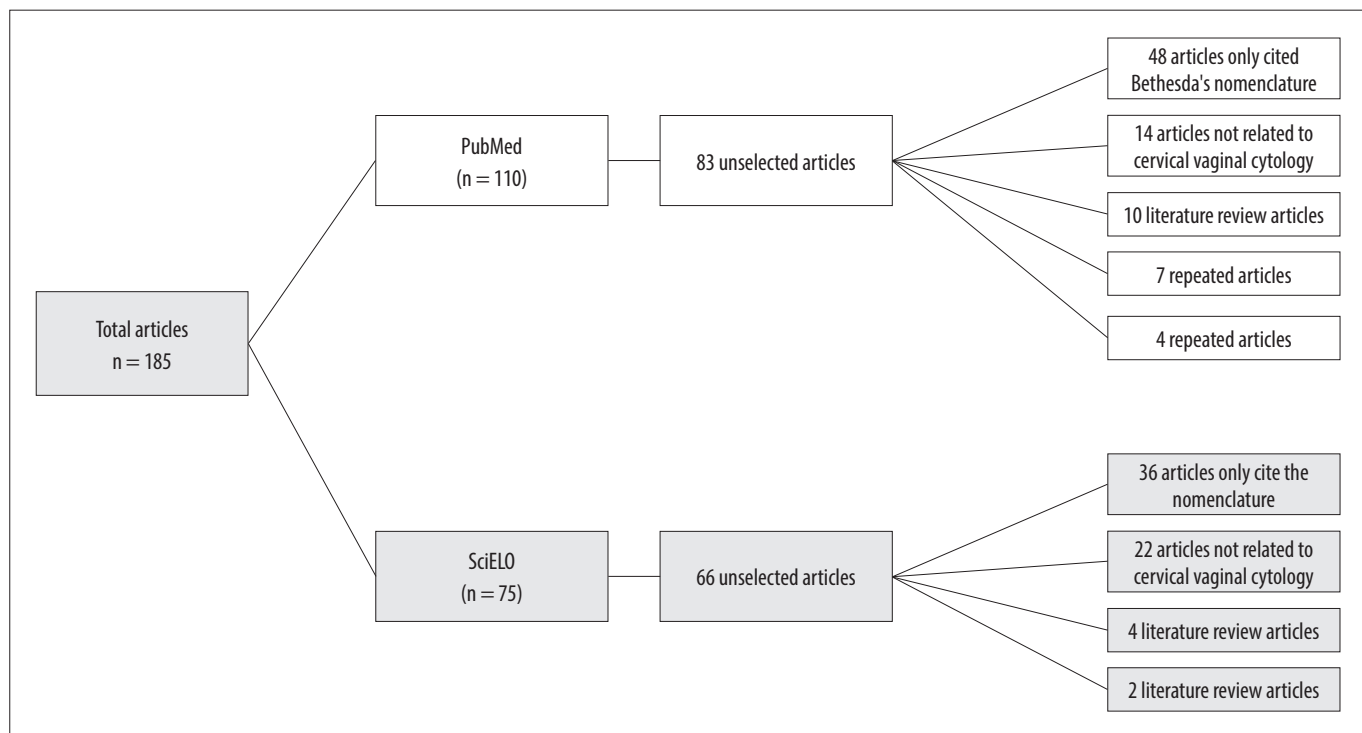 Total articles
n = 185
PubMed
(n = 110)
83 unselected articles
48 articles only cited
Bethesda's nomenclature
14 articles not related to
cervical vaginal cytology
10 literature review articles
7 repeated articles
4 repeated articles
SciELO
(n = 75)
66 unselected articles
36 articles only cite the
nomenclature
22 articles not related to
cervical vaginal cytology
4 literature review articles
2 literature review articles